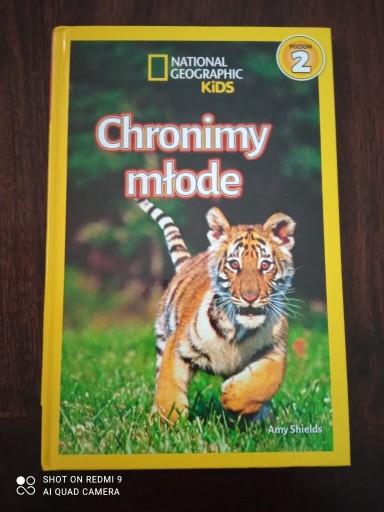 NATIONAL
GEOGRAPHIC
KiDS
POZIOM
2
Chronimy
młode
Amy Shields
SHOT ON REDMI 9
AI QUAD CAMERA